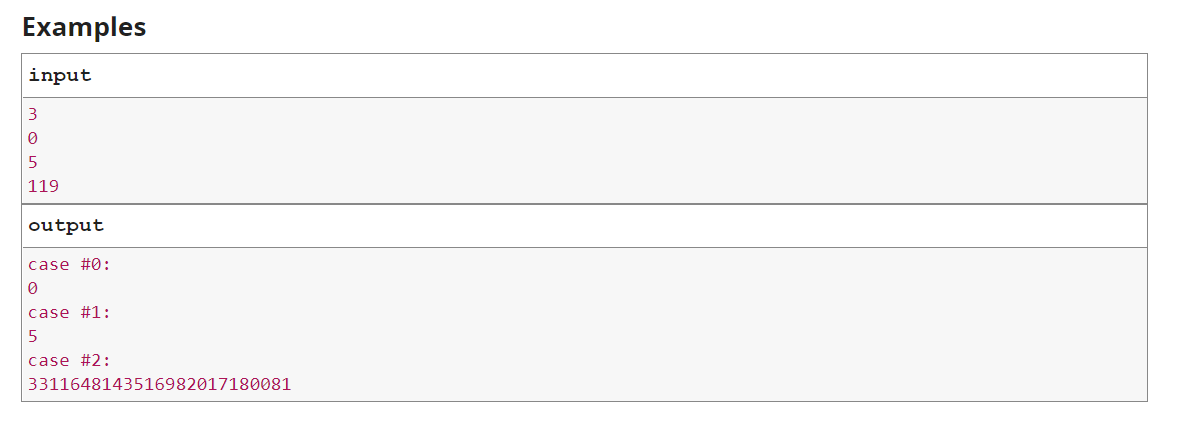 Examples
input
3
0
5
119
output
case #0:
0
case #1:
5
case #2:
3311648143516982017180081